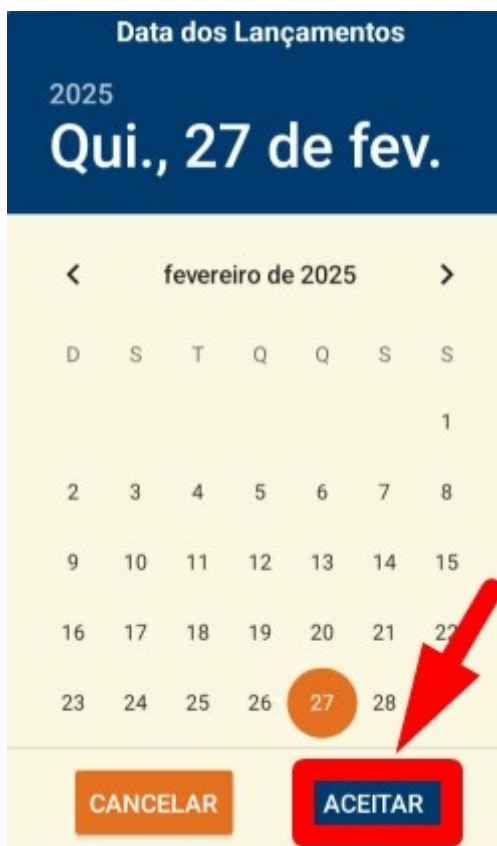 Data dos Lançamentos
2025
Qui., 27 de fev.
< fevereiro de 2025 >
D S T Q Q S S
1
2 3 4 5 6 7 8
9 10 11 12 13 14 15
16 17 18 19 20 21 22
23 24 25 26 27 28
CANCELAR ACEITAR